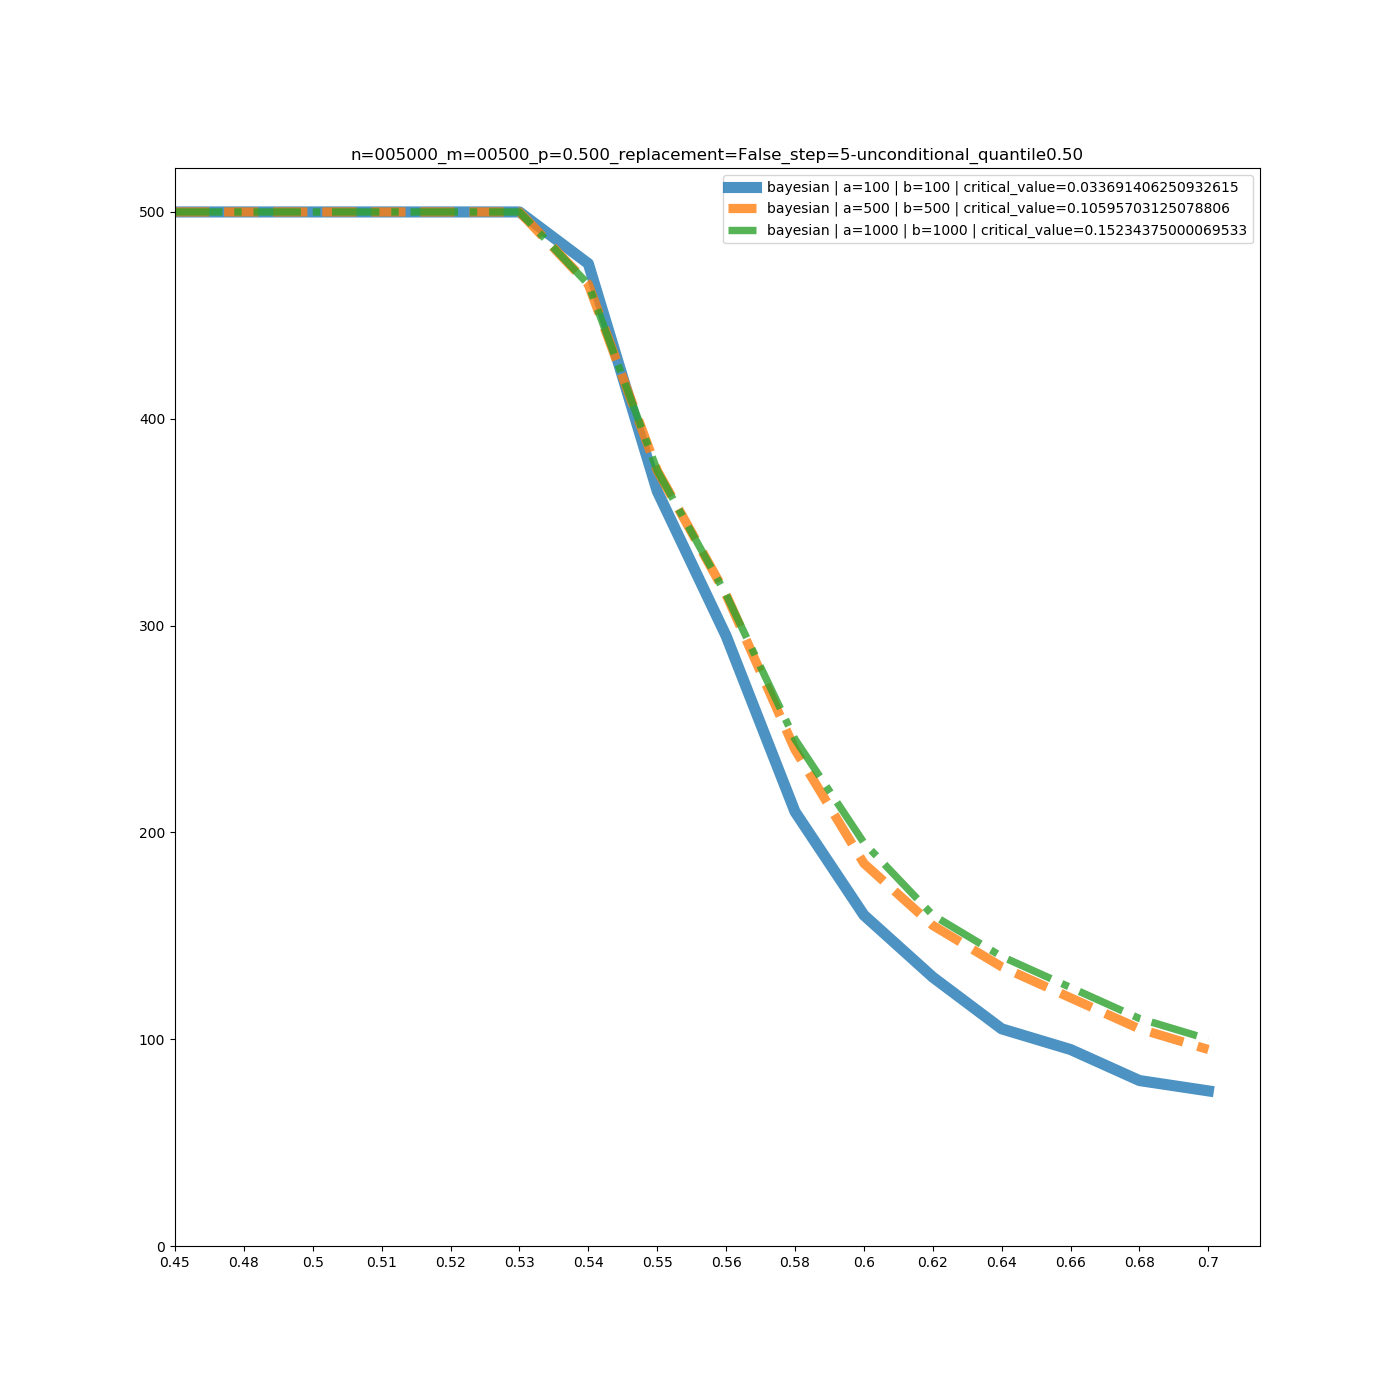 n=005000_m=00500_p=0.500_replacement=False_step=5-unconditional_quantile0.50
bayesian | a=100 | b=100 | critical_value=0.033691406250932615
bayesian | a=500 | b=500 | critical_value=0.10595703125078806
bayesian | a=1000 | b=1000 | critical_value=0.15234375000069533
500
400
300
200
100
0
0.45 0.48 0.5 0.51 0.52 0.53 0.54 0.55 0.56 0.58 0.6 0.62 0.64 0.66 0.68 0.7